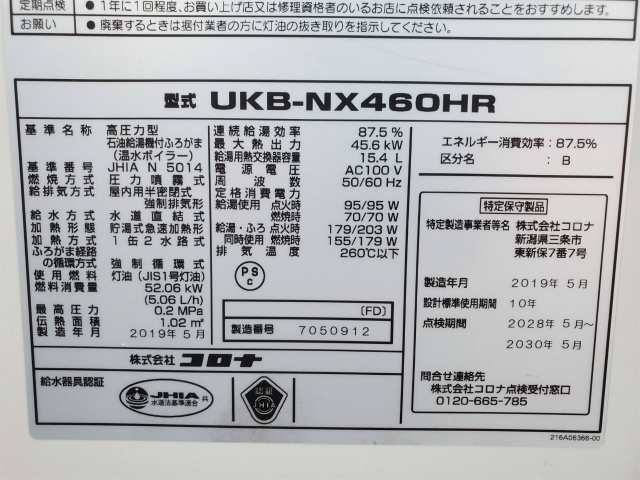 定期点検 ● 1年に1回程度、お買い上げ店又は修理資格者のいるお店に点検依頼されることをおすすめします。
お願い ● 廃棄するときは据付業者の方に灯油の抜き取りを指示してください。
型式 UKB-NX460HR
基準名称 高圧力型
石油給湯機付ふろがま
(温水ボイラー)
基準番号 JHIA N 5014
燃焼方式 圧力噴霧式
給排気方式 屋内用半密閉式
強制排気形
給水方式 水道直結式
加熱形態 貯湯式急速加熱形
加熱方式 1缶2水路式
ふろがま経路の循環方式 強制循環式
使用燃料 灯油(JIS1号灯油)
燃料消費量 52.06 kW
(5.06 L/h)
最高圧力 0.2 MPa
伝熱面積 1.02 ㎡
製造年月 2019年 5月
連続給湯効率 87.5 %
最大熱出力 45.6 kW
給湯用熱交換器容量 15.4 L
電源電圧 AC100 V
周波数 50/60 Hz
定格消費電力
給湯使用 点火時 95/95 W
燃焼時 70/70 W
給湯・ふろ 点火時 179/203 W
同時使用 燃焼時 155/179 W
排気温度 260℃以下
PS
C
[FD]
製造番号 7050912
エネルギー消費効率:87.5%
区分名 : B
特定保守製品
特定製造事業者等名 株式会社コロナ
新潟県三条市
東新保7番7号
製造年月 2019年 5月
設計標準使用期間 10年
点検期間 2028年 5月~
2030年 5月
問合せ連絡先
株式会社コロナ点検受付窓口
0120-665-785
株式会社 コロナ
給水器具認証
JHIA 共
水道法基準適合
認証
JHIA
216A06366-00